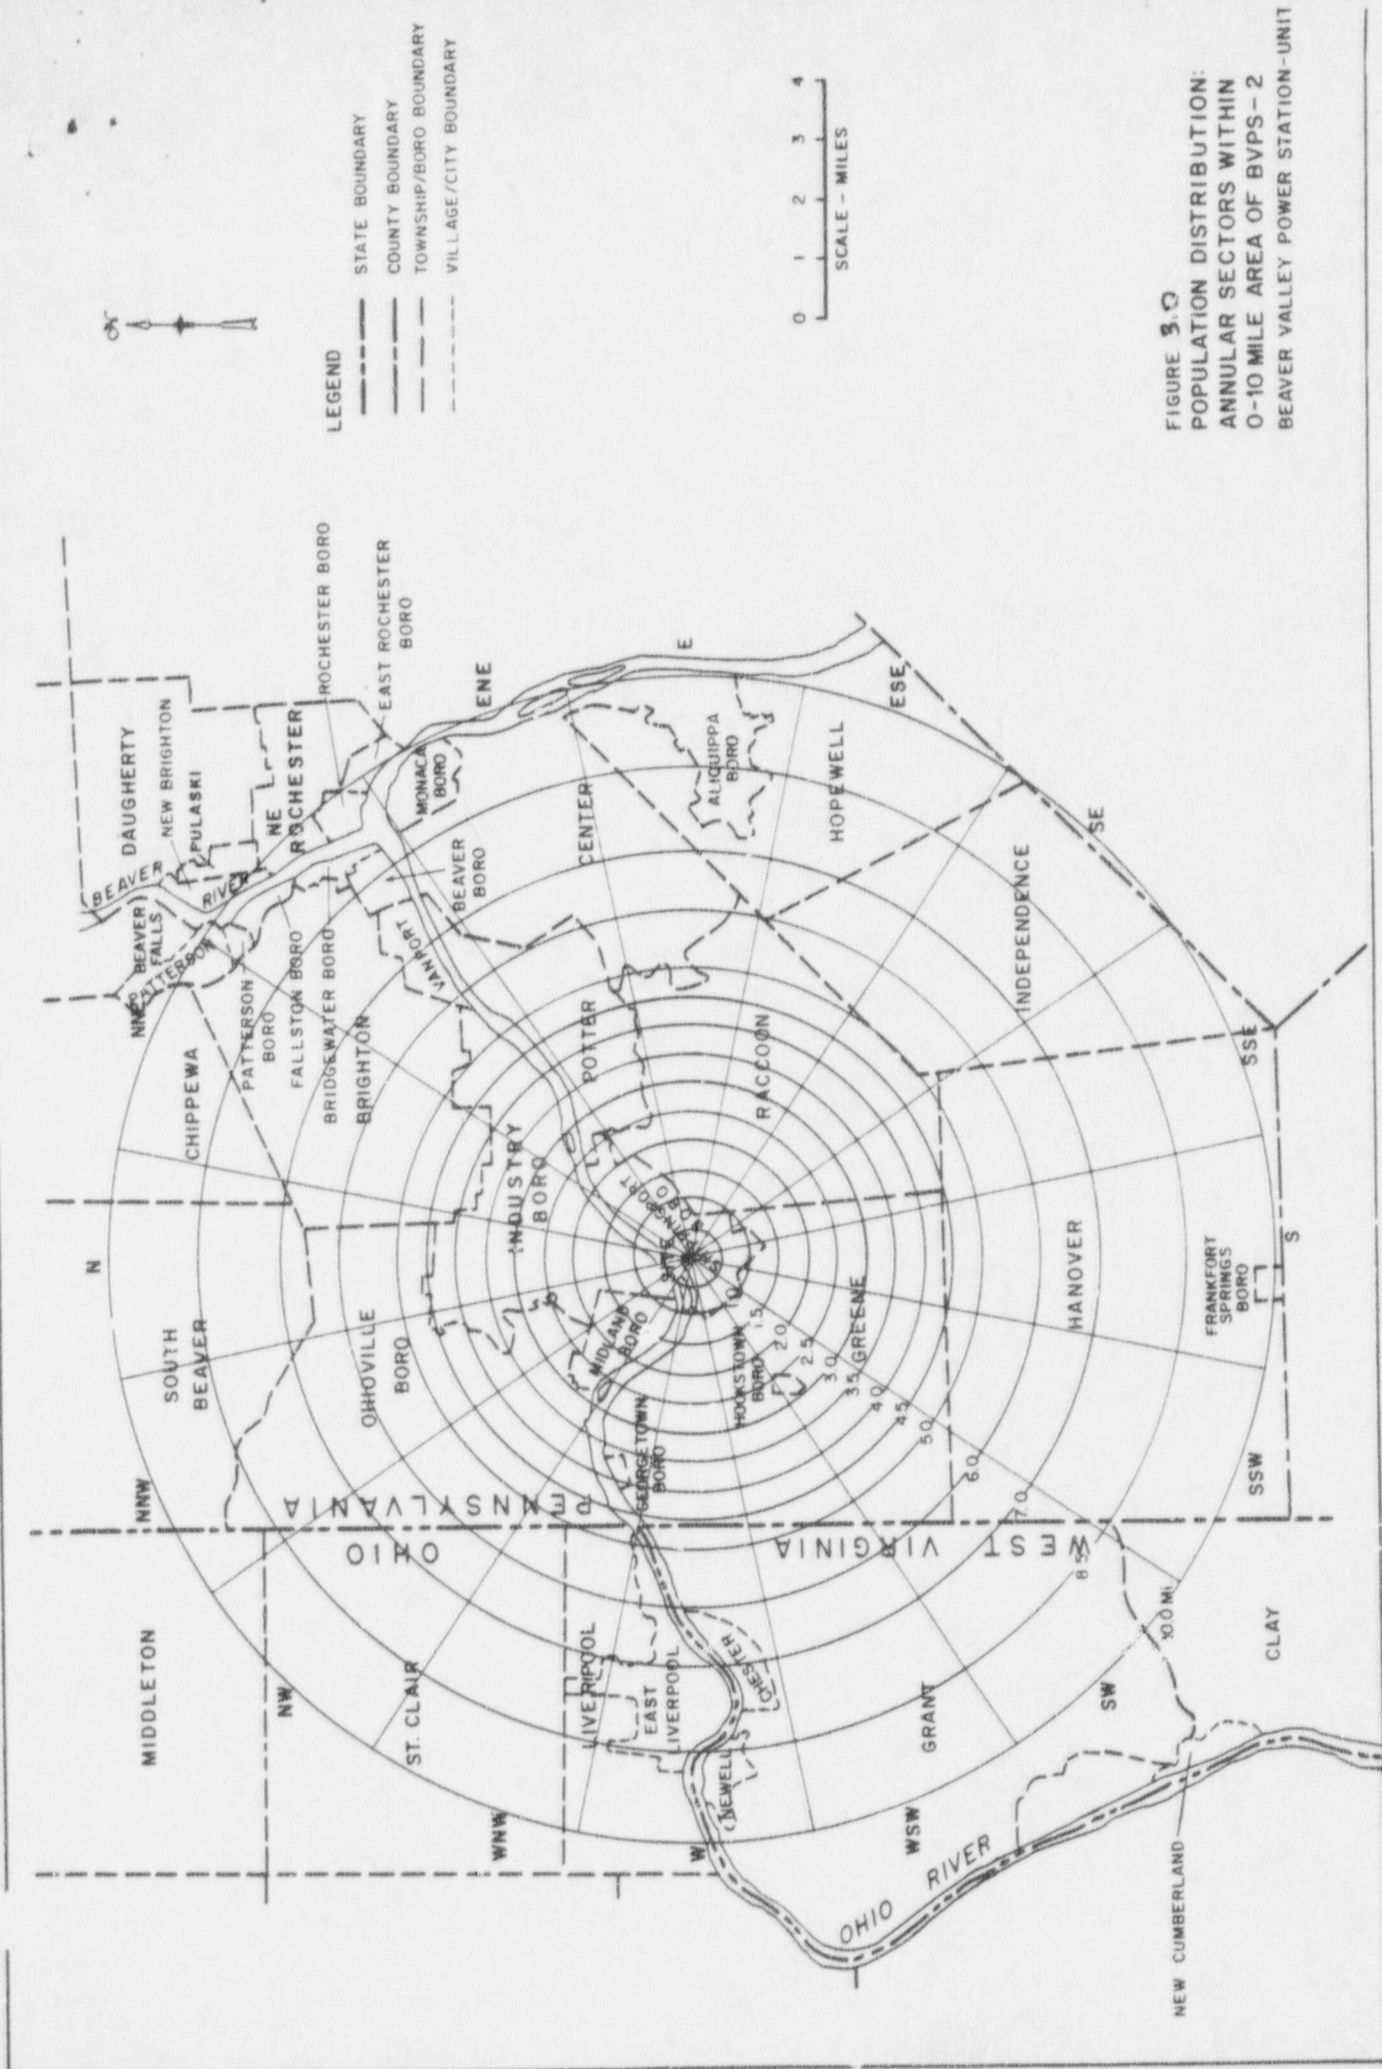 N
LEGEND
STATE BOUNDARY
COUNTY BOUNDARY
TOWNSHIP/BORO BOUNDARY
VILLAGE/CITY BOUNDARY
0 1 2 3 4
SCALE - MILES
FIGURE 3.0
POPULATION DISTRIBUTION:
ANNULAR SECTORS WITHIN
0-10 MILE AREA OF BVPS-2
BEAVER VALLEY POWER STATION-UNIT
MIDDLETON
NW
ST. CLAIR
WNW
LIVERPOOL
EAST
LIVERPOOL
W
(NEWELL)
CHESTER
WSW
GRANT
SW
CLAY
NEW CUMBERLAND
OHIO RIVER
OHIO
PENNSYLVANIA
WEST VIRGINIA
NNW
SOUTH
BEAVER
N
OHIOVILLE
BORO
INDUSTRY
BORO
MIDLAND
BORO
GEORGETOWN
BORO
HOOKSTOWN
BORO
SITE
SHIPPINGPORT
BORO
GREENE
HANOVER
FRANKFORT
SPRINGS
BORO
S
SSW
SSE
1.5
2.0
2.5
3.0
3.5
4.0
4.5
5.0
6.0
7.0
8.5
10.0 MI
CHIPPEWA
NNE
PATTERSON
BEAVER
FALLS
BEAVER
RIVER
PATTERSON
BORO
FALLSTON BORO
BRIDGEWATER BORO
BRIGHTON
VANPORT
BEAVER
BORO
DAUGHERTY
NEW BRIGHTON
PULASKI
NE
ROCHESTER
ROCHESTER BORO
EAST ROCHESTER
BORO
MONACA
BORO
ENE
CENTER
POTTER
RACCOON
E
ALIQUIPPA
BORO
HOPEWELL
ESE
INDEPENDENCE
SE